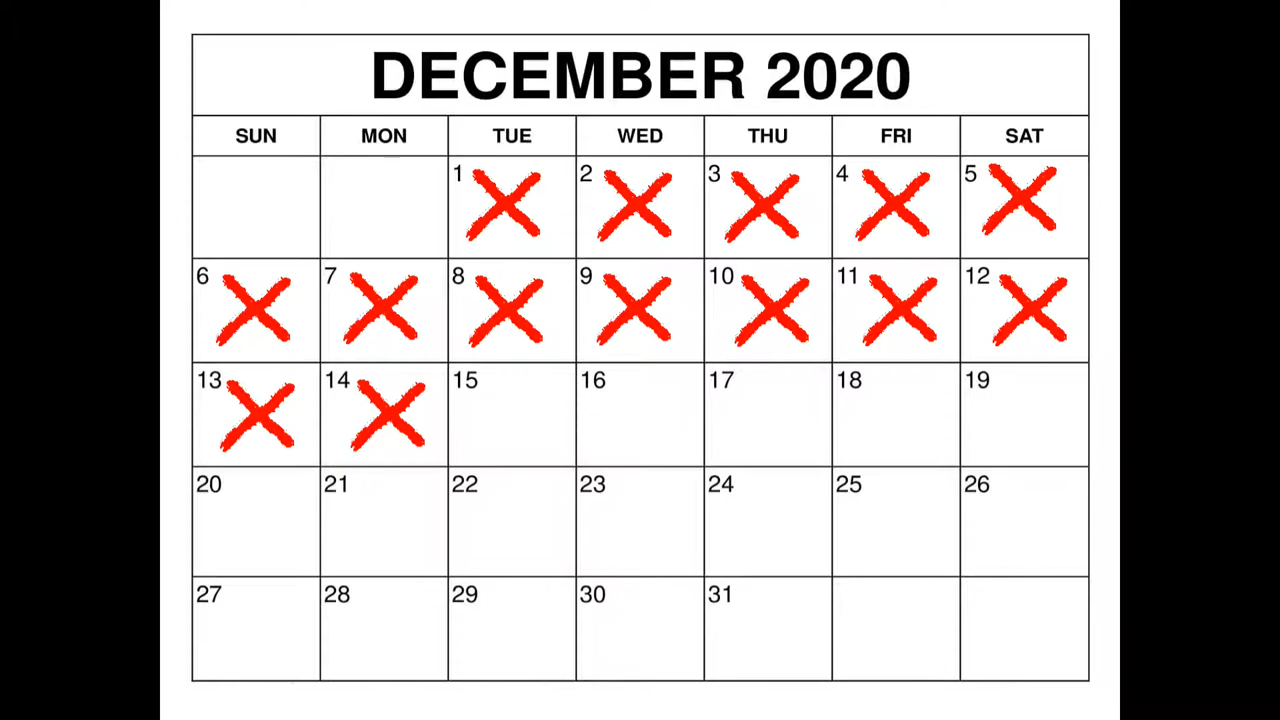 DECEMBER 2020
SUN MON TUE WED THU FRI SAT
1 2 3 4 5
6 7 8 9 10 11 12
13 14 15 16 17 18 19
20 21 22 23 24 25 26
27 28 29 30 31